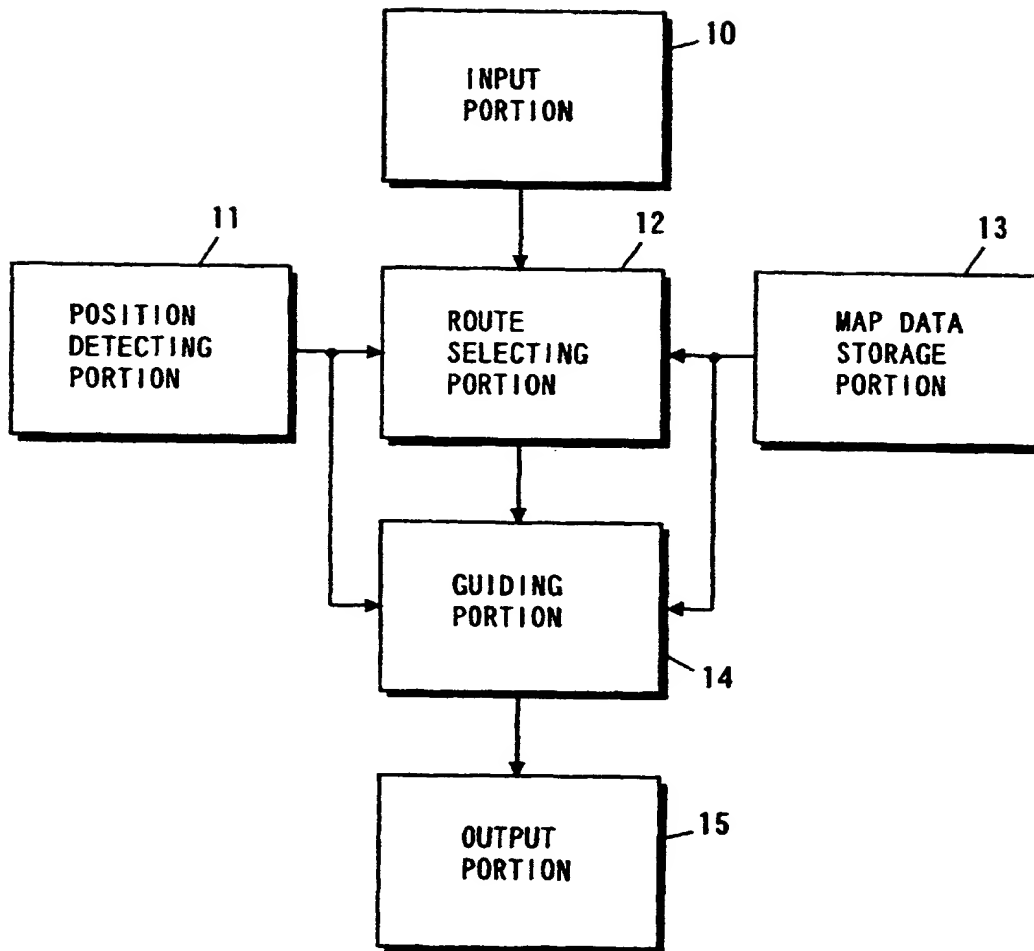 10
INPUT
PORTION
11
POSITION
DETECTING
PORTION
12
ROUTE
SELECTING
PORTION
13
MAP DATA
STORAGE
PORTION
GUIDING
PORTION
14
OUTPUT
PORTION
15